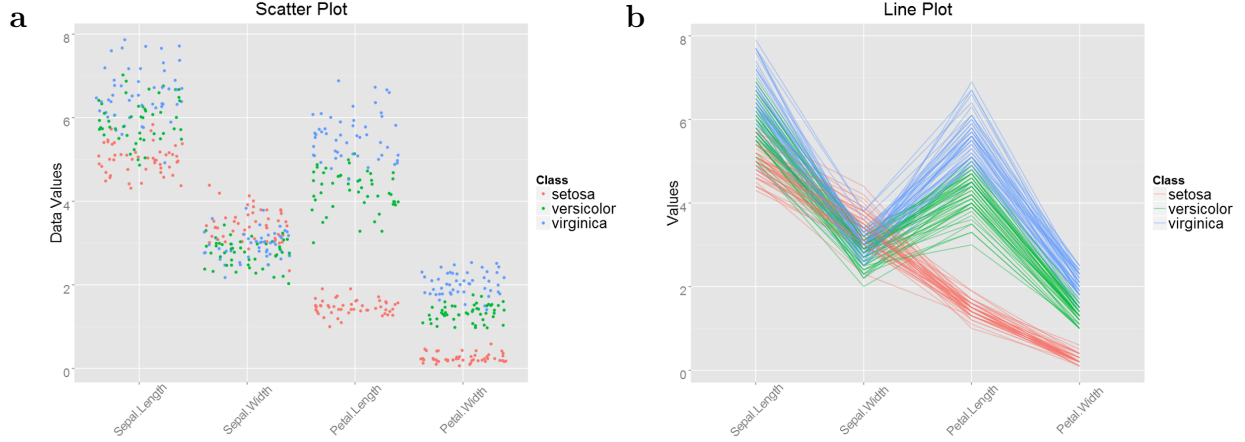 a
Scatter Plot
Data Values
8
6
4
2
0
Sepal.Length
Sepal.Width
Petal.Length
Petal.Width
Class
setosa
versicolor
virginica
b
Line Plot
Values
8
6
4
2
0
Sepal.Length
Sepal.Width
Petal.Length
Petal.Width
Class
setosa
versicolor
virginica